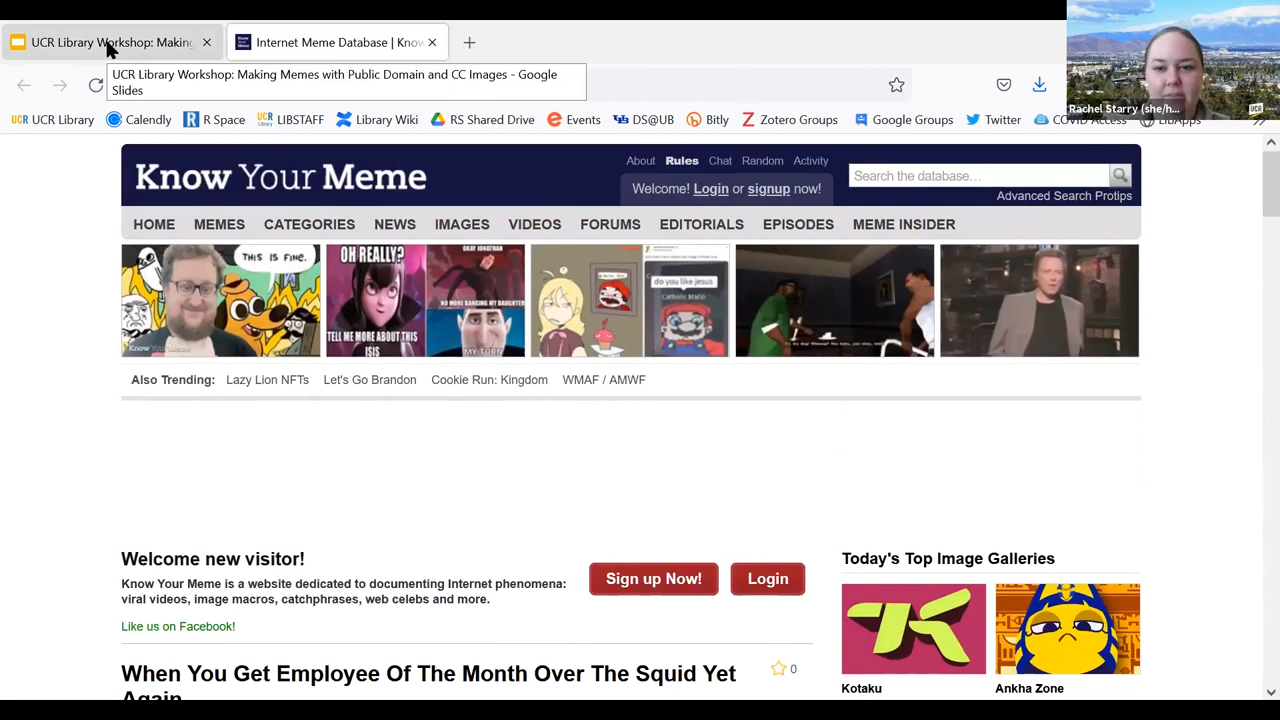 UCR Library Workshop: Making
Internet Meme Database | Know
UCR Library Workshop: Making Memes with Public Domain and CC Images - Google
Slides
Rachel Starry (she/h...
UCR
UCR Library
Calendly
R Space
LIBSTAFF
Library Wiki
RS Shared Drive
Events
DS@UB
Bitly
Zotero Groups
Google Groups
Twitter
COVID Access
LibApps
Know Your Meme
About Rules Chat Random Activity
Welcome! Login or signup now!
Search the database...
Advanced Search Protips
HOME MEMES CATEGORIES NEWS IMAGES VIDEOS FORUMS EDITORIALS EPISODES MEME INSIDER
THIS IS FINE.
Know Your Meme
OH REALLY?
TELL ME MORE ABOUT THIS
ISIS
OKAY JONATHAN
NO MORE BANGING MY DAUGHTER
MY TURN
do you like jesus
Catholic Mario
Also Trending: Lazy Lion NFTs Let's Go Brandon Cookie Run: Kingdom WMAF / AMWF
Welcome new visitor!
Know Your Meme is a website dedicated to documenting Internet phenomena:
viral videos, image macros, catchphrases, web celebs and more.
Like us on Facebook!
Sign up Now!
Login
Today's Top Image Galleries
Kotaku
Ankha Zone
When You Get Employee Of The Month Over The Squid Yet
Again
0